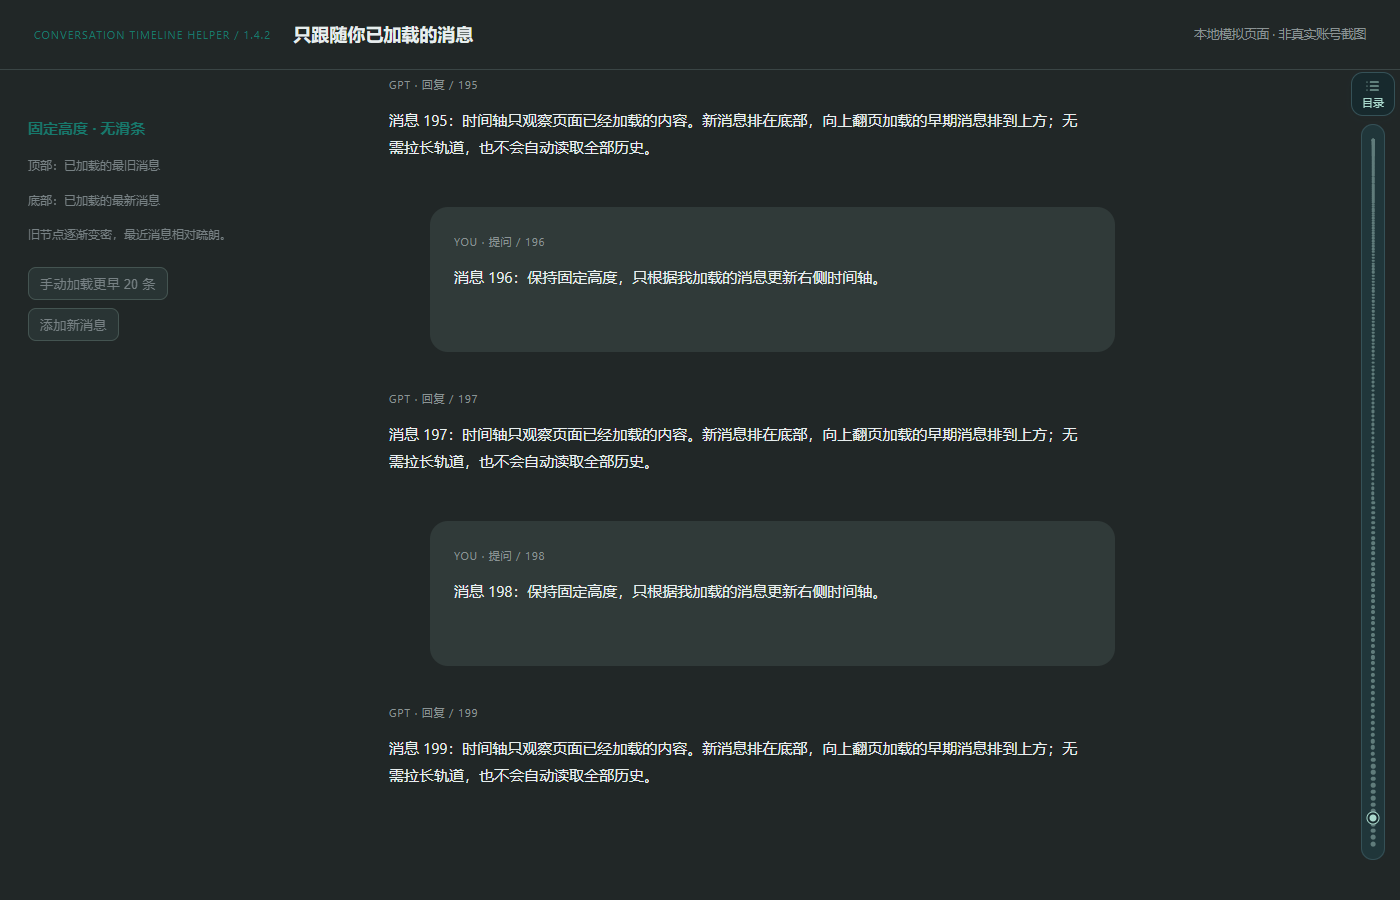 CONVERSATION TIMELINE HELPER / 1.4.2
只跟随你已加载的消息
本地模拟页面 · 非真实账号截图
目录
固定高度 · 无滑条
顶部：已加载的最旧消息
底部：已加载的最新消息
旧节点逐渐变密，最近消息相对疏朗。
手动加载更早 20 条
添加新消息
GPT · 回复 / 195
消息 195：时间轴只观察页面已经加载的内容。新消息排在底部，向上翻页加载的早期消息排到上方；无
需拉长轨道，也不会自动读取全部历史。
YOU · 提问 / 196
消息 196：保持固定高度，只根据我加载的消息更新右侧时间轴。
GPT · 回复 / 197
消息 197：时间轴只观察页面已经加载的内容。新消息排在底部，向上翻页加载的早期消息排到上方；无
需拉长轨道，也不会自动读取全部历史。
YOU · 提问 / 198
消息 198：保持固定高度，只根据我加载的消息更新右侧时间轴。
GPT · 回复 / 199
消息 199：时间轴只观察页面已经加载的内容。新消息排在底部，向上翻页加载的早期消息排到上方；无
需拉长轨道，也不会自动读取全部历史。